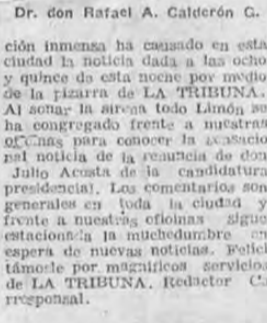 Dr. don Rafael A. Calderón G.
ción inmensa ha causado en esta
ciudad la noticia dada a las ocho
y quince de esta noche por medio
de la pizarra de LA TRIBUNA.
Al sonar la sirena todo Limón se
ha congregado frente a nuestras
oficinas para conocer la sensacio
nal noticia de la renuncia de don
Julio Acosta de la candidatura
presidencial. Los comentarios son
generales en toda la ciudad y
frente a nuestras ofioinas sigue
estacionada la muchedumbre en
espera de nuevas noticias. Felici
támosle por magníficos servicios
de LA TRIBUNA. Redactor Co
rresponsal.